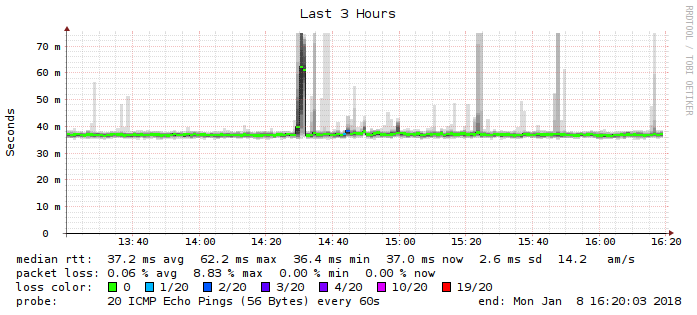 Last 3 Hours
RRDTOOL / TOBI OETIKER
Seconds
70 m
60 m
50 m
40 m
30 m
20 m
10 m
0
13:40 14:00 14:20 14:40 15:00 15:20 15:40 16:00 16:20
median rtt: 37.2 ms avg 62.2 ms max 36.4 ms min 37.0 ms now 2.6 ms sd 14.2 am/s
packet loss: 0.06 % avg 8.83 % max 0.00 % min 0.00 % now
loss color: 0 1/20 2/20 3/20 4/20 10/20 19/20
probe: 20 ICMP Echo Pings (56 Bytes) every 60s end: Mon Jan 8 16:20:03 2018